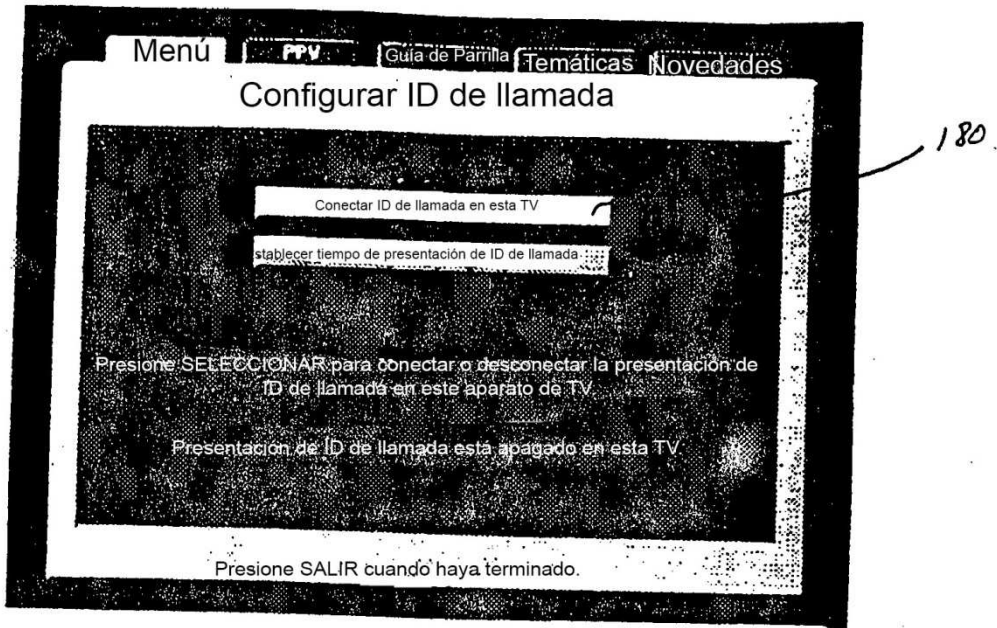 Menú PPV Guía de Parrilla Temáticas Novedades
Configurar ID de llamada
180
Conectar ID de llamada en esta TV
stablecer tiempo de presentación de ID de llamada
Presione SELECCIONAR para conectar o desconectar la presentación de
ID de llamada en este aparato de TV.
Presentación de ID de llamada está apagado en esta TV.
Presione SALIR cuando haya terminado.